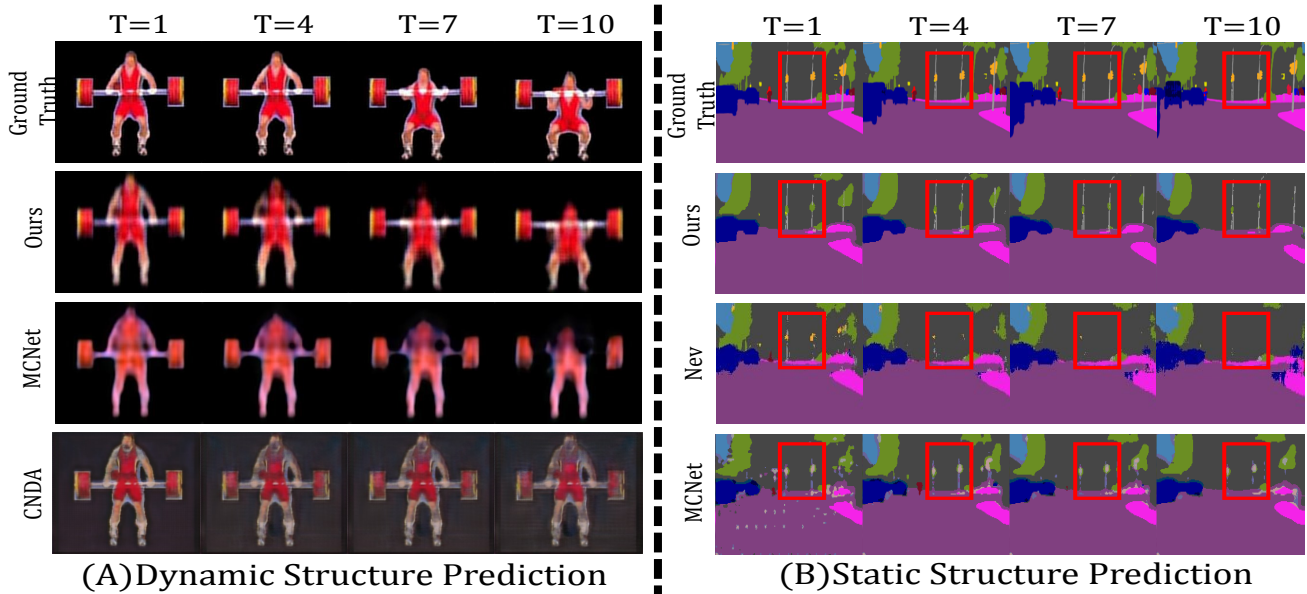 T=1 T=4 T=7 T=10
Ground
Truth
Ours
MCNet
CNDA
(A)Dynamic Structure Prediction
T=1 T=4 T=7 T=10
Ground
Truth
Ours
Nev
MCNet
(B)Static Structure Prediction